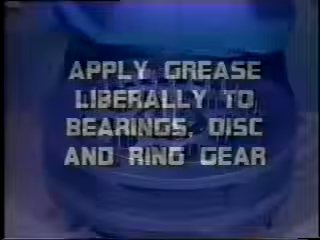 APPLY GREASE
LIBERALLY TO
BEARINGS, DISC
AND RING GEAR